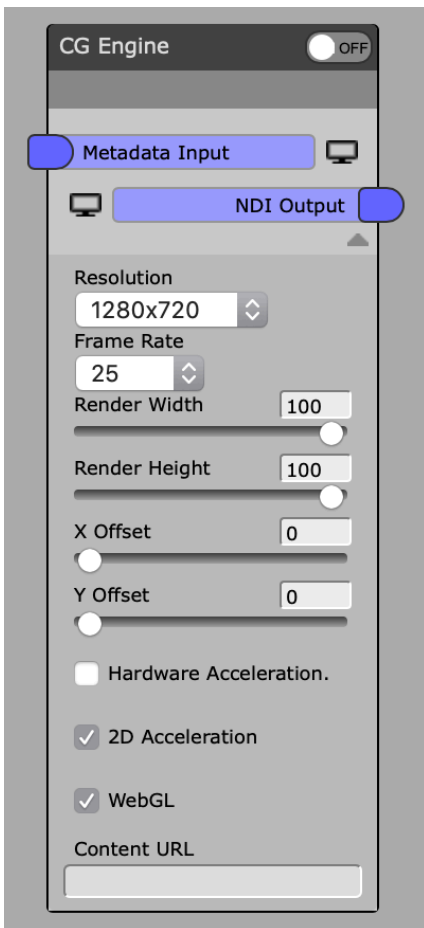 CG Engine
OFF
Metadata Input
NDI Output
Resolution
1280x720
Frame Rate
25
Render Width 100
Render Height 100
X Offset 0
Y Offset 0
Hardware Acceleration.
2D Acceleration
WebGL
Content URL